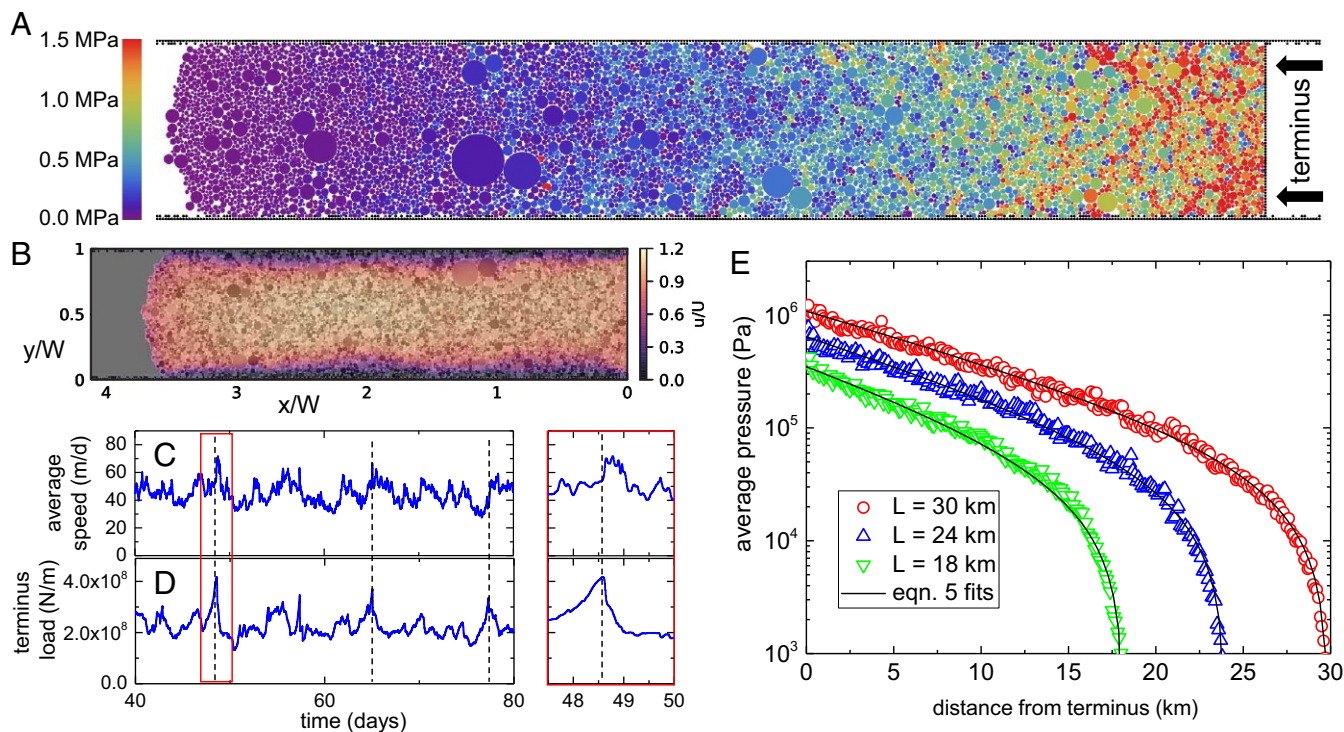 A
1.5 MPa
1.0 MPa
0.5 MPa
0.0 MPa
terminus
B
1
0.5
0
y/W
4 3 2 1 0
x/W
1.2
0.9
0.6
0.3
0.0
u/U
C
80
60
40
20
0
average
speed (m/d)
D
4.0x10⁸
2.0x10⁸
0.0
terminus
load (N/m)
40 60 80
time (days)
48 49 50
E
10⁶
10⁵
10⁴
10³
average pressure (Pa)
L = 30 km
L = 24 km
L = 18 km
eqn. 5 fits
0 5 10 15 20 25 30
distance from terminus (km)